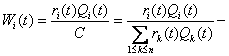 W_i(t) = \frac{r_i(t)Q_i(t)}{C} = \frac{r_i(t)Q_i(t)}{\sum_{1 \le k \le n} r_k(t)Q_k(t)} -